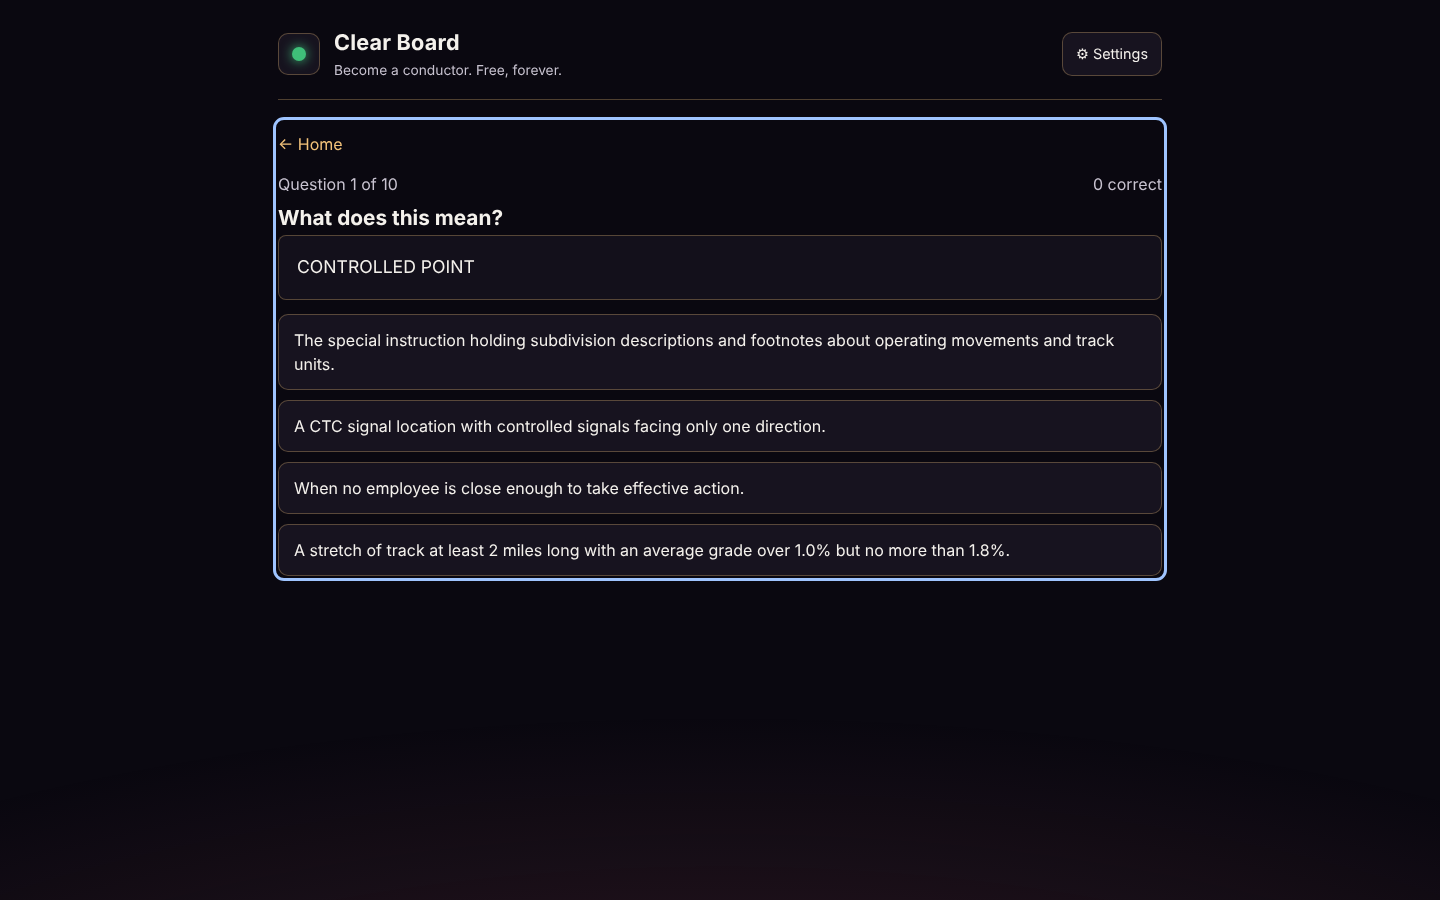 Clear Board
Become a conductor. Free, forever.
⚙ Settings
← Home
Question 1 of 10
0 correct
What does this mean?
CONTROLLED POINT
The special instruction holding subdivision descriptions and footnotes about operating movements and track
units.
A CTC signal location with controlled signals facing only one direction.
When no employee is close enough to take effective action.
A stretch of track at least 2 miles long with an average grade over 1.0% but no more than 1.8%.